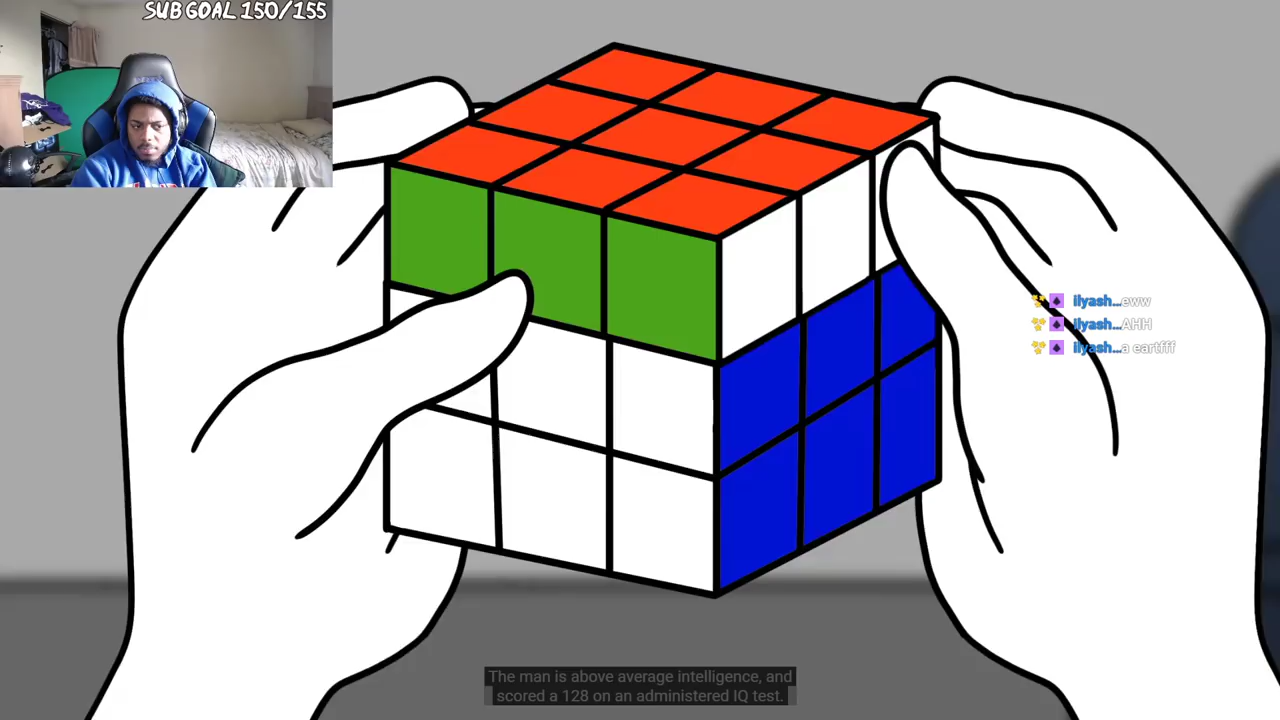 SUB GOAL 150/155
ilyash...eww
ilyash...AHH
ilyash...a eartfff
The man is above average intelligence, and
scored a 128 on an administered IQ test.